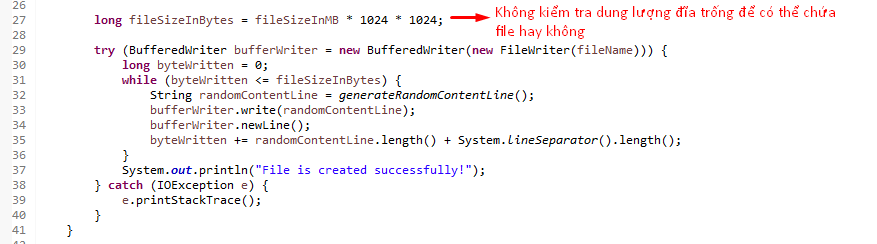 26
27 long fileSizeInBytes = fileSizeInMB * 1024 * 1024; Không kiểm tra dung lượng đĩa trống để có thể chứa
28 file hay không
29 try (BufferedWriter bufferWriter = new BufferedWriter(new FileWriter(fileName))) {
30 long byteWritten = 0;
31 while (byteWritten <= fileSizeInBytes) {
32 String randomContentLine = generateRandomContentLine();
33 bufferWriter.write(randomContentLine);
34 bufferWriter.newLine();
35 byteWritten += randomContentLine.length() + System.lineSeparator().length();
36 }
37 System.out.println("File is created successfully!");
38 } catch (IOException e) {
39 e.printStackTrace();
40 }
41 }